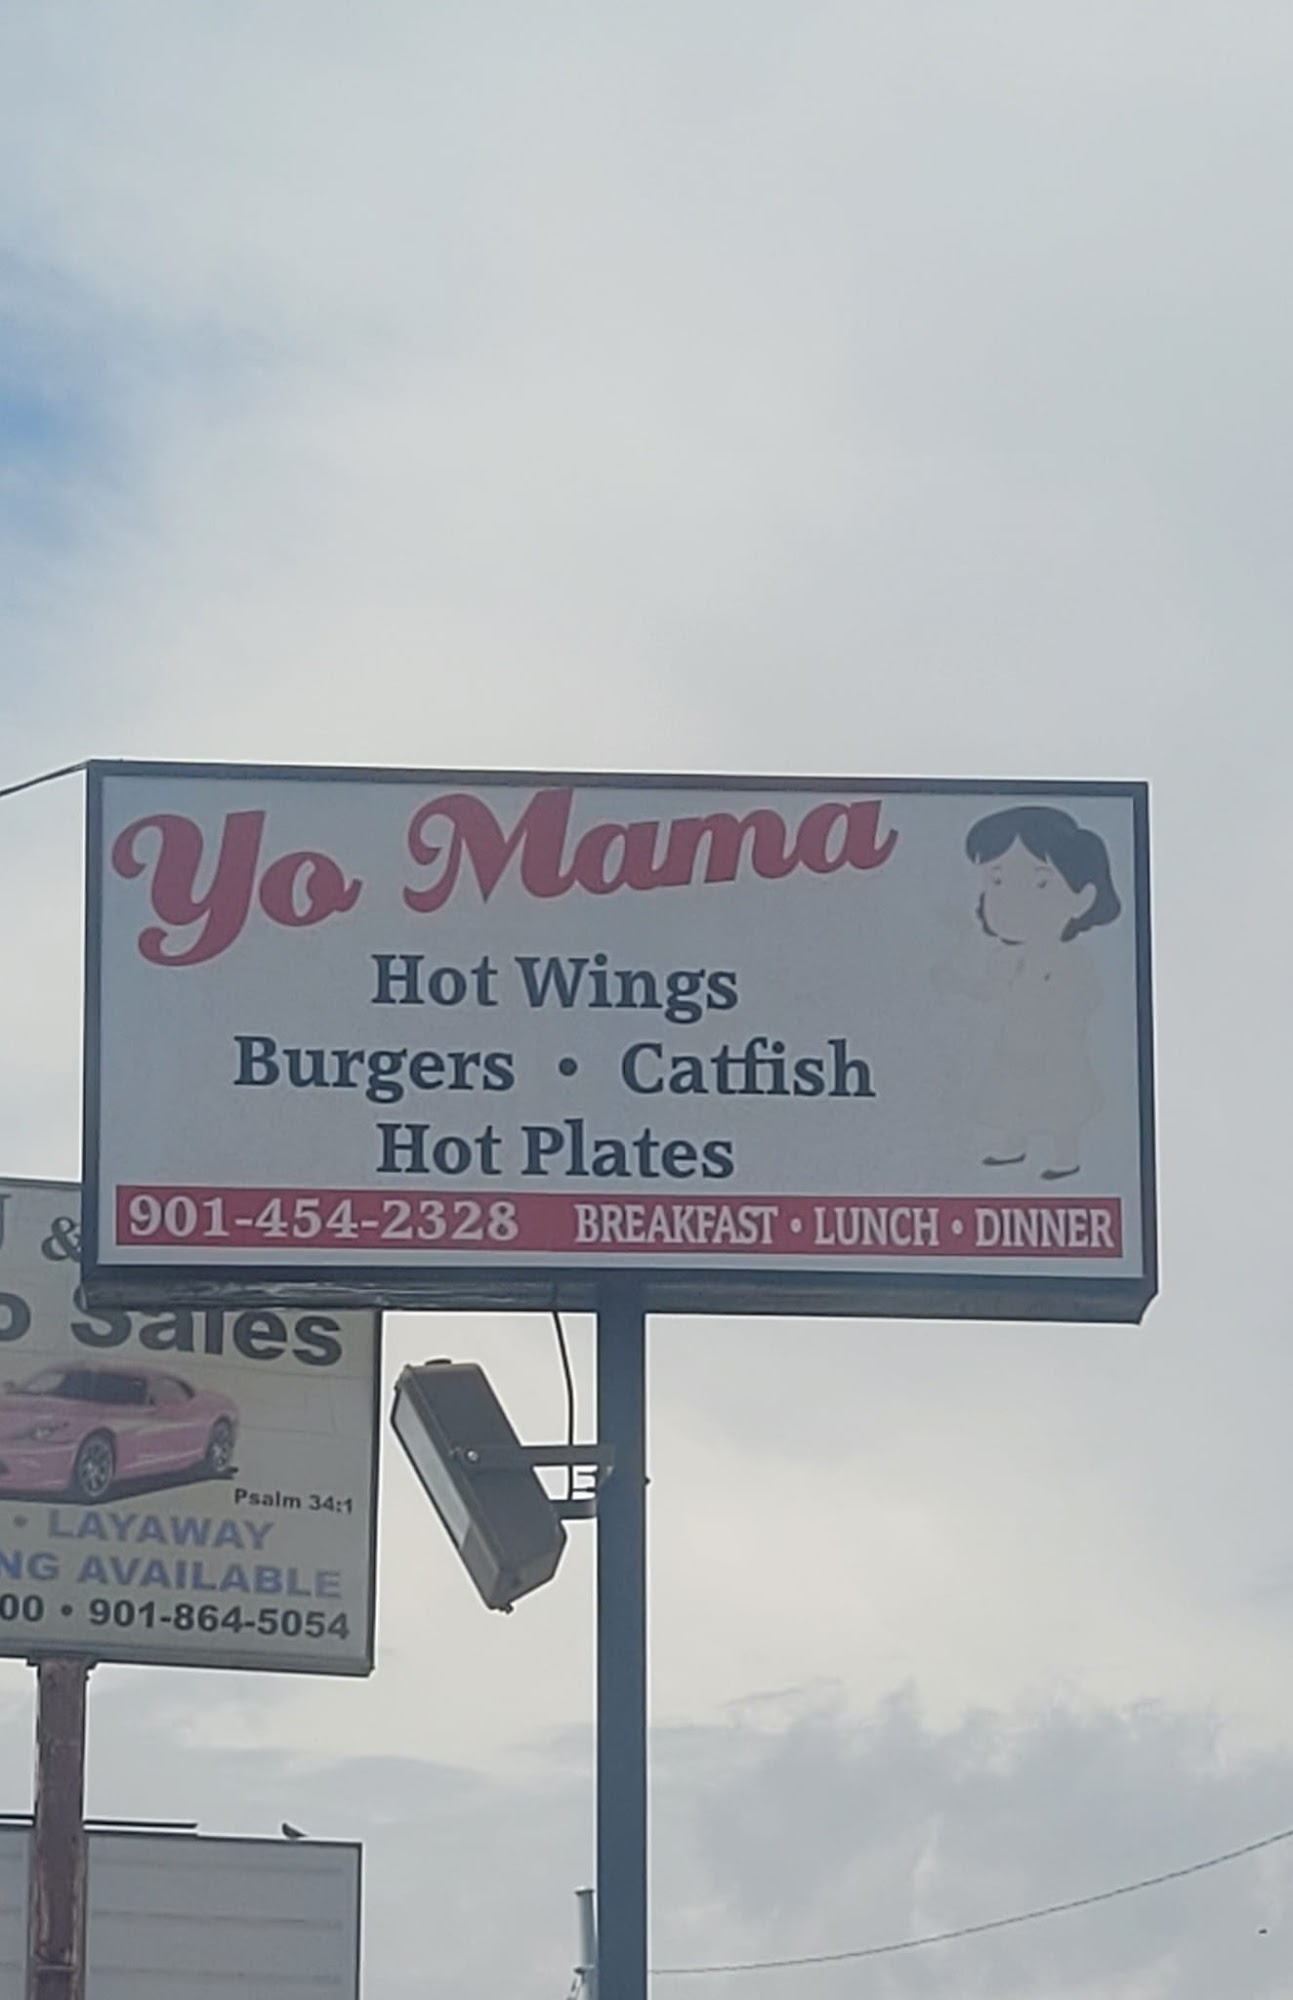 Yo Mama
Hot Wings
Burgers • Catfish
Hot Plates
901-454-2328 BREAKFAST • LUNCH • DINNER
&
Sales
Psalm 34:1
• LAYAWAY
AVAILABLE
00 • 901-864-5054